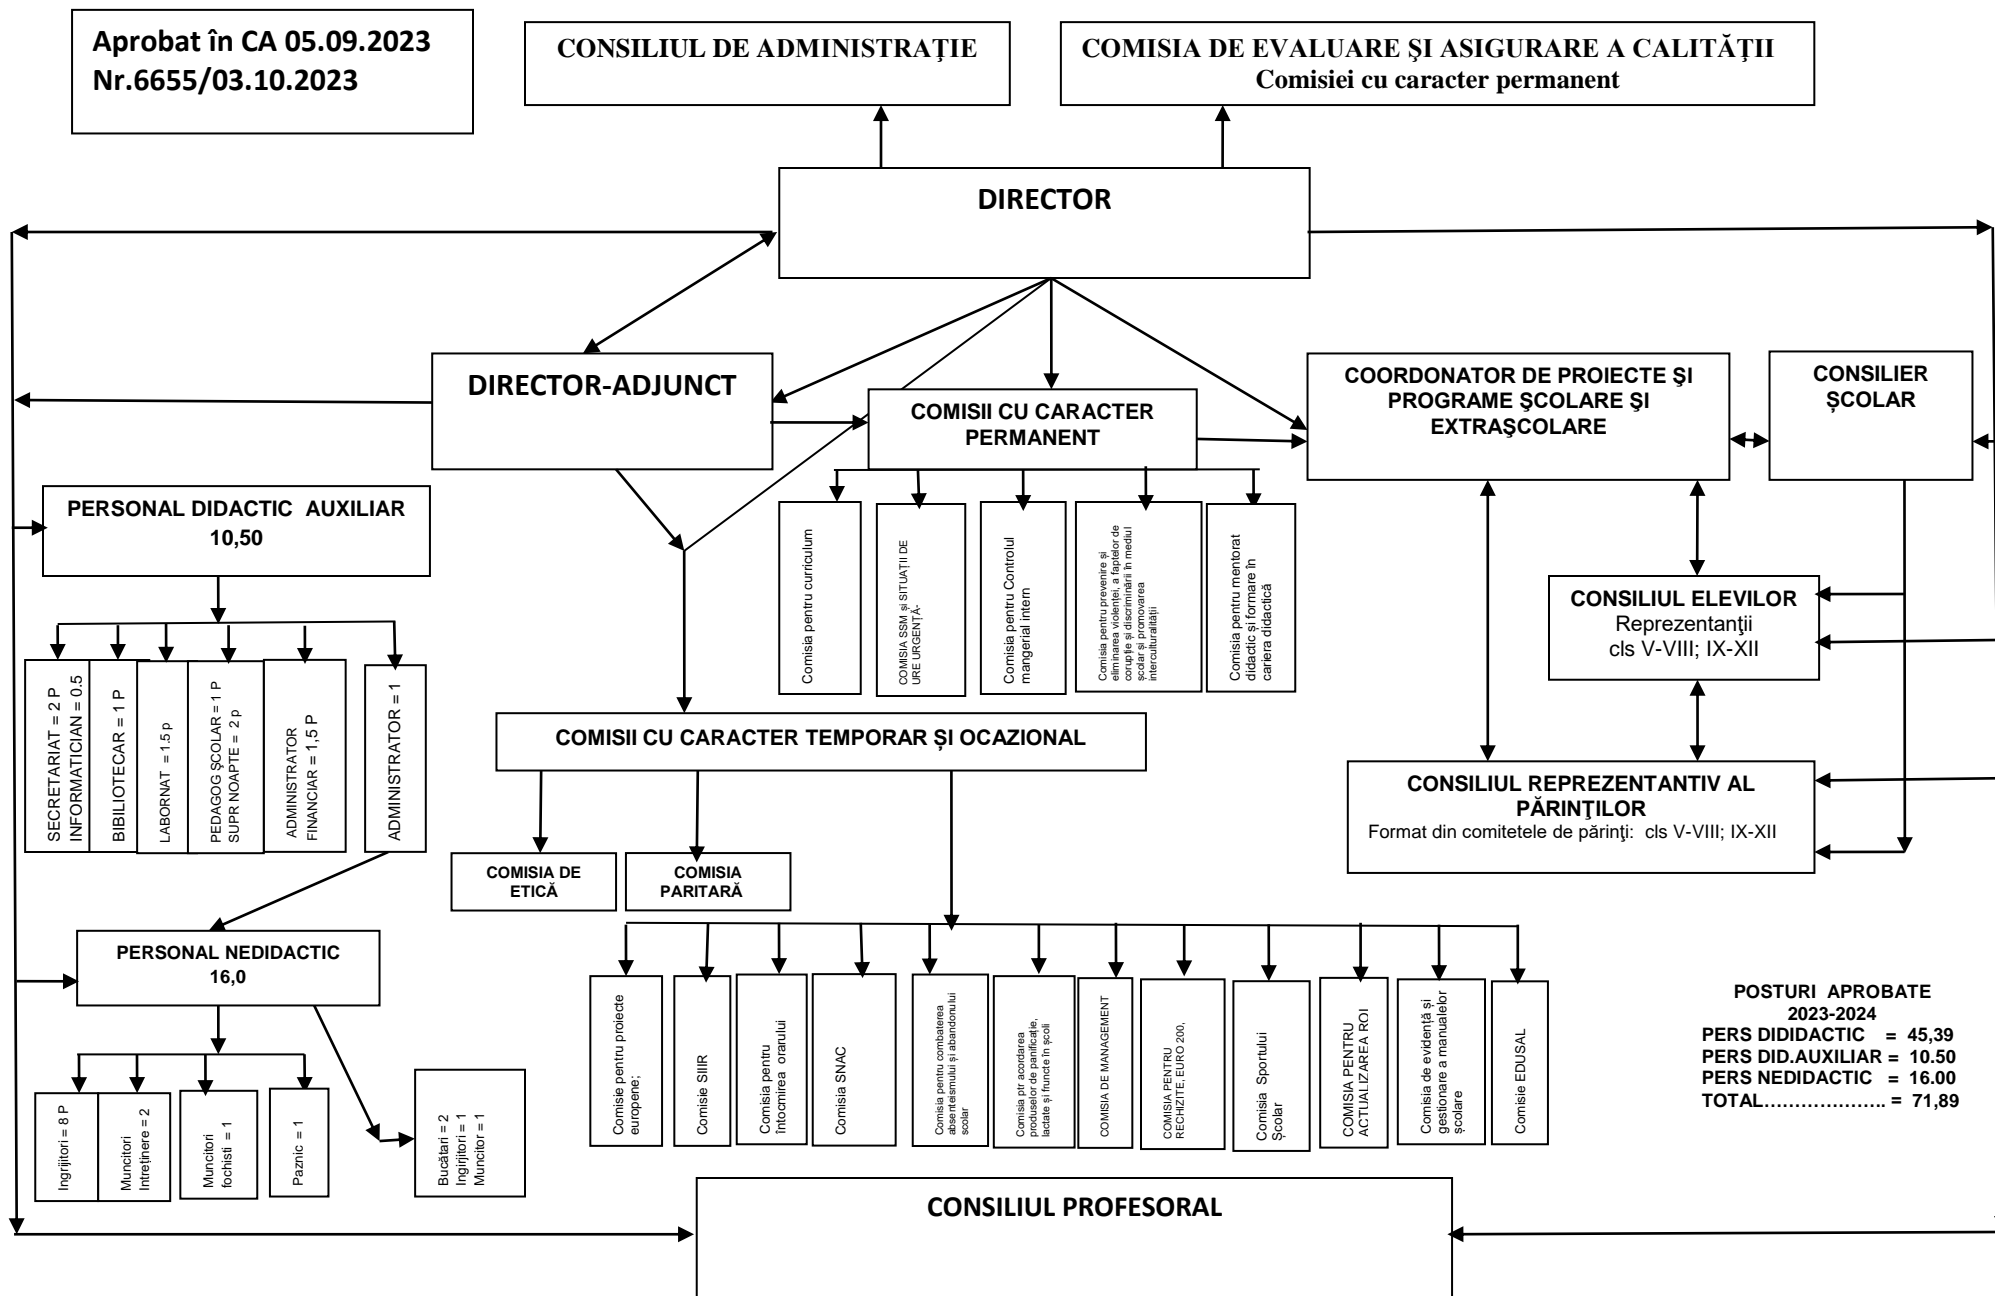 Aprobat în CA 05.09.2023
Nr.6655/03.10.2023
CONSILIUL DE ADMINISTRAŢIE
COMISIA DE EVALUARE ŞI ASIGURARE A CALITĂŢII
Comisiei cu caracter permanent
DIRECTOR
DIRECTOR-ADJUNCT
COMISII CU CARACTER
PERMANENT
COORDONATOR DE PROIECTE ŞI
PROGRAME ŞCOLARE ŞI
EXTRAŞCOLARE
CONSILIER
ȘCOLAR
PERSONAL DIDACTIC AUXILIAR
10,50
Comisia pentru curriculum
COMISIA SSM și SITUAȚII DE
URE URGENȚĂ-
Comisia pentru Controlul
mangerial intern
Comisia pentru prevenire și
eliminarea violenței, a faptelor de
corupție și discriminării în mediul
școlar și promovarea
interculturalității
Comisia pentru mentorat
didactic și formare în
cariera didactică
CONSILIUL ELEVILOR
Reprezentanţii
cls V-VIII; IX-XII
SECRETARIAT = 2 P
INFORMATICIAN = 0.5
BIBILIOTECAR = 1 P
LABORNAT = 1.5 p
PEDAGOG ŞCOLAR = 1 P
SUPR NOAPTE = 2 p
ADMINISTRATOR
FINANCIAR = 1,5 P
ADMINISTRATOR = 1
COMISII CU CARACTER TEMPORAR ȘI OCAZIONAL
CONSILIUL REPREZENTANTIV AL
PĂRINŢILOR
Format din comitetele de părinţi: cls V-VIII; IX-XII
COMISIA DE
ETICĂ
COMISIA
PARITARĂ
PERSONAL NEDIDACTIC
16,0
Comisie pentru proiecte
europene;
Comisie SIIIR
Comisia pentru
întocmirea orarului
Comisia SNAC
Comisia pentru combaterea
absenteismului și abandonului
scolar
Comisia ptr acordarea
produselor de panificație,
lactate și fruncte în școli
COMISIA DE MANAGEMENT
COMISIA PENTRU
RECHIZITE, EURO 200,
Comisia Sportului
Școlar
COMISIA PENTRU
ACTUALIZAREA ROI
Comisia de evidență și
gestionare a manualelor
școlare
Comisie EDUSAL
POSTURI APROBATE
2023-2024
PERS DIDIDACTIC = 45,39
PERS DID.AUXILIAR = 10.50
PERS NEDIDACTIC = 16.00
TOTAL………………. = 71,89
Ingrijitori = 8 P
Muncitori
Intreținere = 2
Muncitori
fochisti = 1
Paznic = 1
Bucătari = 2
Ingirjitori = 1
Muncitor = 1
CONSILIUL PROFESORAL